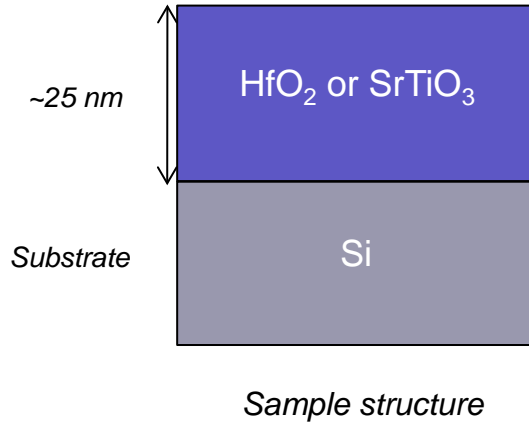 ~25 nm
HfO₂ or SrTiO₃
Substrate
Si
Sample structure